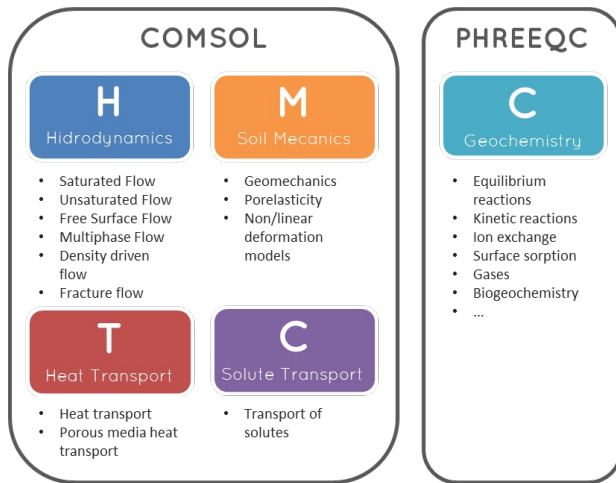 COMSOL
H
Hidrodynamics
• Saturated Flow
• Unsaturated Flow
• Free Surface Flow
• Multiphase Flow
• Density driven
flow
• Fracture flow
M
Soil Mecanics
• Geomechanics
• Porelasticity
• Non/linear
deformation
models
T
Heat Transport
• Heat transport
• Porous media heat
transport
C
Solute Transport
• Transport of
solutes
PHREEQC
C
Geochemistry
• Equilibrium
reactions
• Kinetic reactions
• Ion exchange
• Surface sorption
• Gases
• Biogeochemistry
• ...